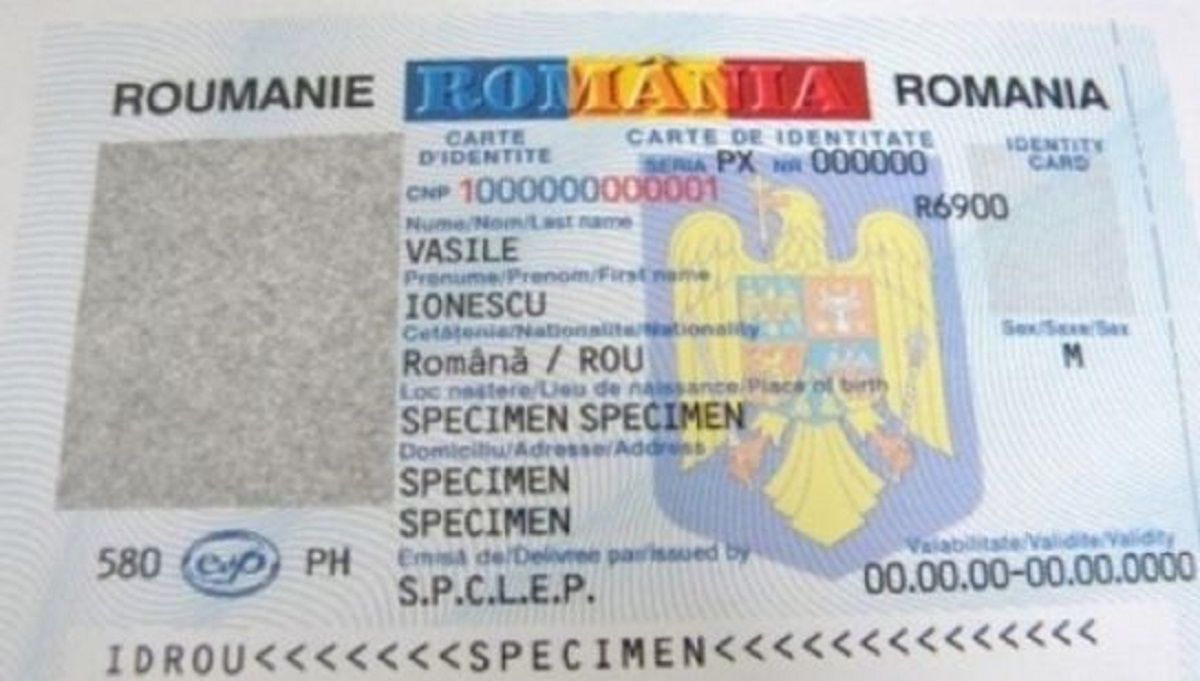 ROUMANIE ROMÂNIA ROMANIA
CARTE D'IDENTITE
CARTE DE IDENTITATE
IDENTITY CARD
SERIA PX NR 000000
CNP 1000000000001
R6900
Nume/Nom/Last name
VASILE
Prenume/Prenom/First name
IONESCU
Cetățenie/Nationalite/Nationality
Română / ROU
Sex/Sexe/Sex
M
Loc naștere/Lieu de naissance/Place of birth
SPECIMEN SPECIMEN
Domiciliu/Adresse/Address
SPECIMEN
SPECIMEN
580 evp PH
Emisă de/Delivree par/Issued by
S.P.C.L.E.P.
Valabilitate/Validite/Validity
00.00.00-00.00.0000
IDROU<<<<<<<SPECIMEN<<<<<<<<<<<<<<